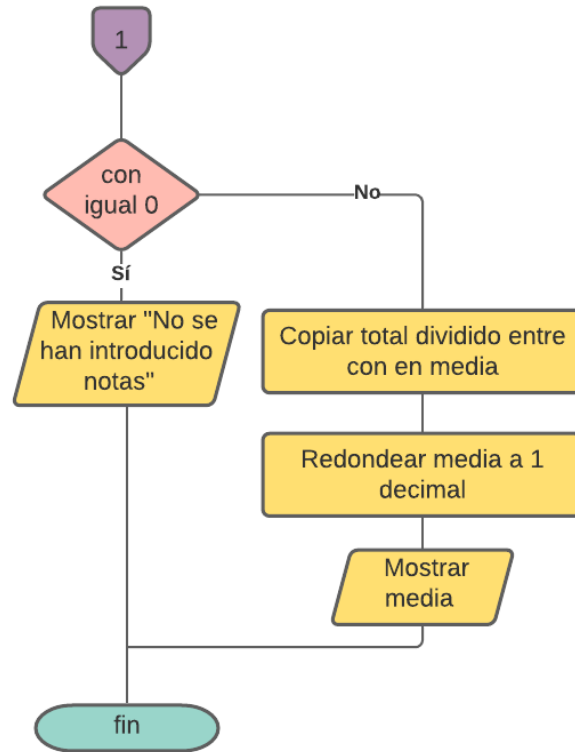 1
con
igual 0
No
Sí
Mostrar "No se
han introducido
notas"
Copiar total dividido entre
con en media
Redondear media a 1
decimal
Mostrar
media
fin